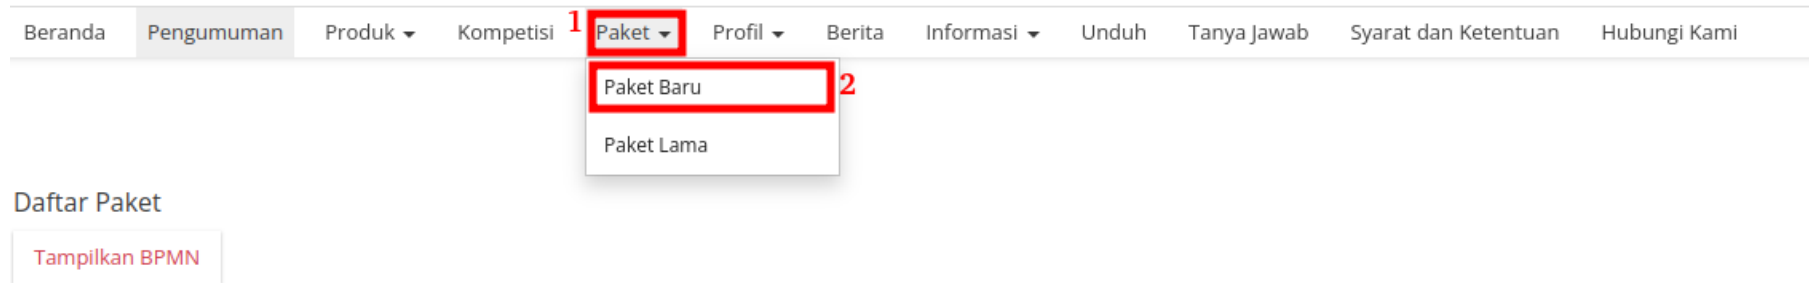 Beranda Pengumuman Produk Kompetisi 1 Paket Profil Berita Informasi Unduh Tanya Jawab Syarat dan Ketentuan Hubungi Kami
Paket Baru 2
Paket Lama
Daftar Paket
Tampilkan BPMN